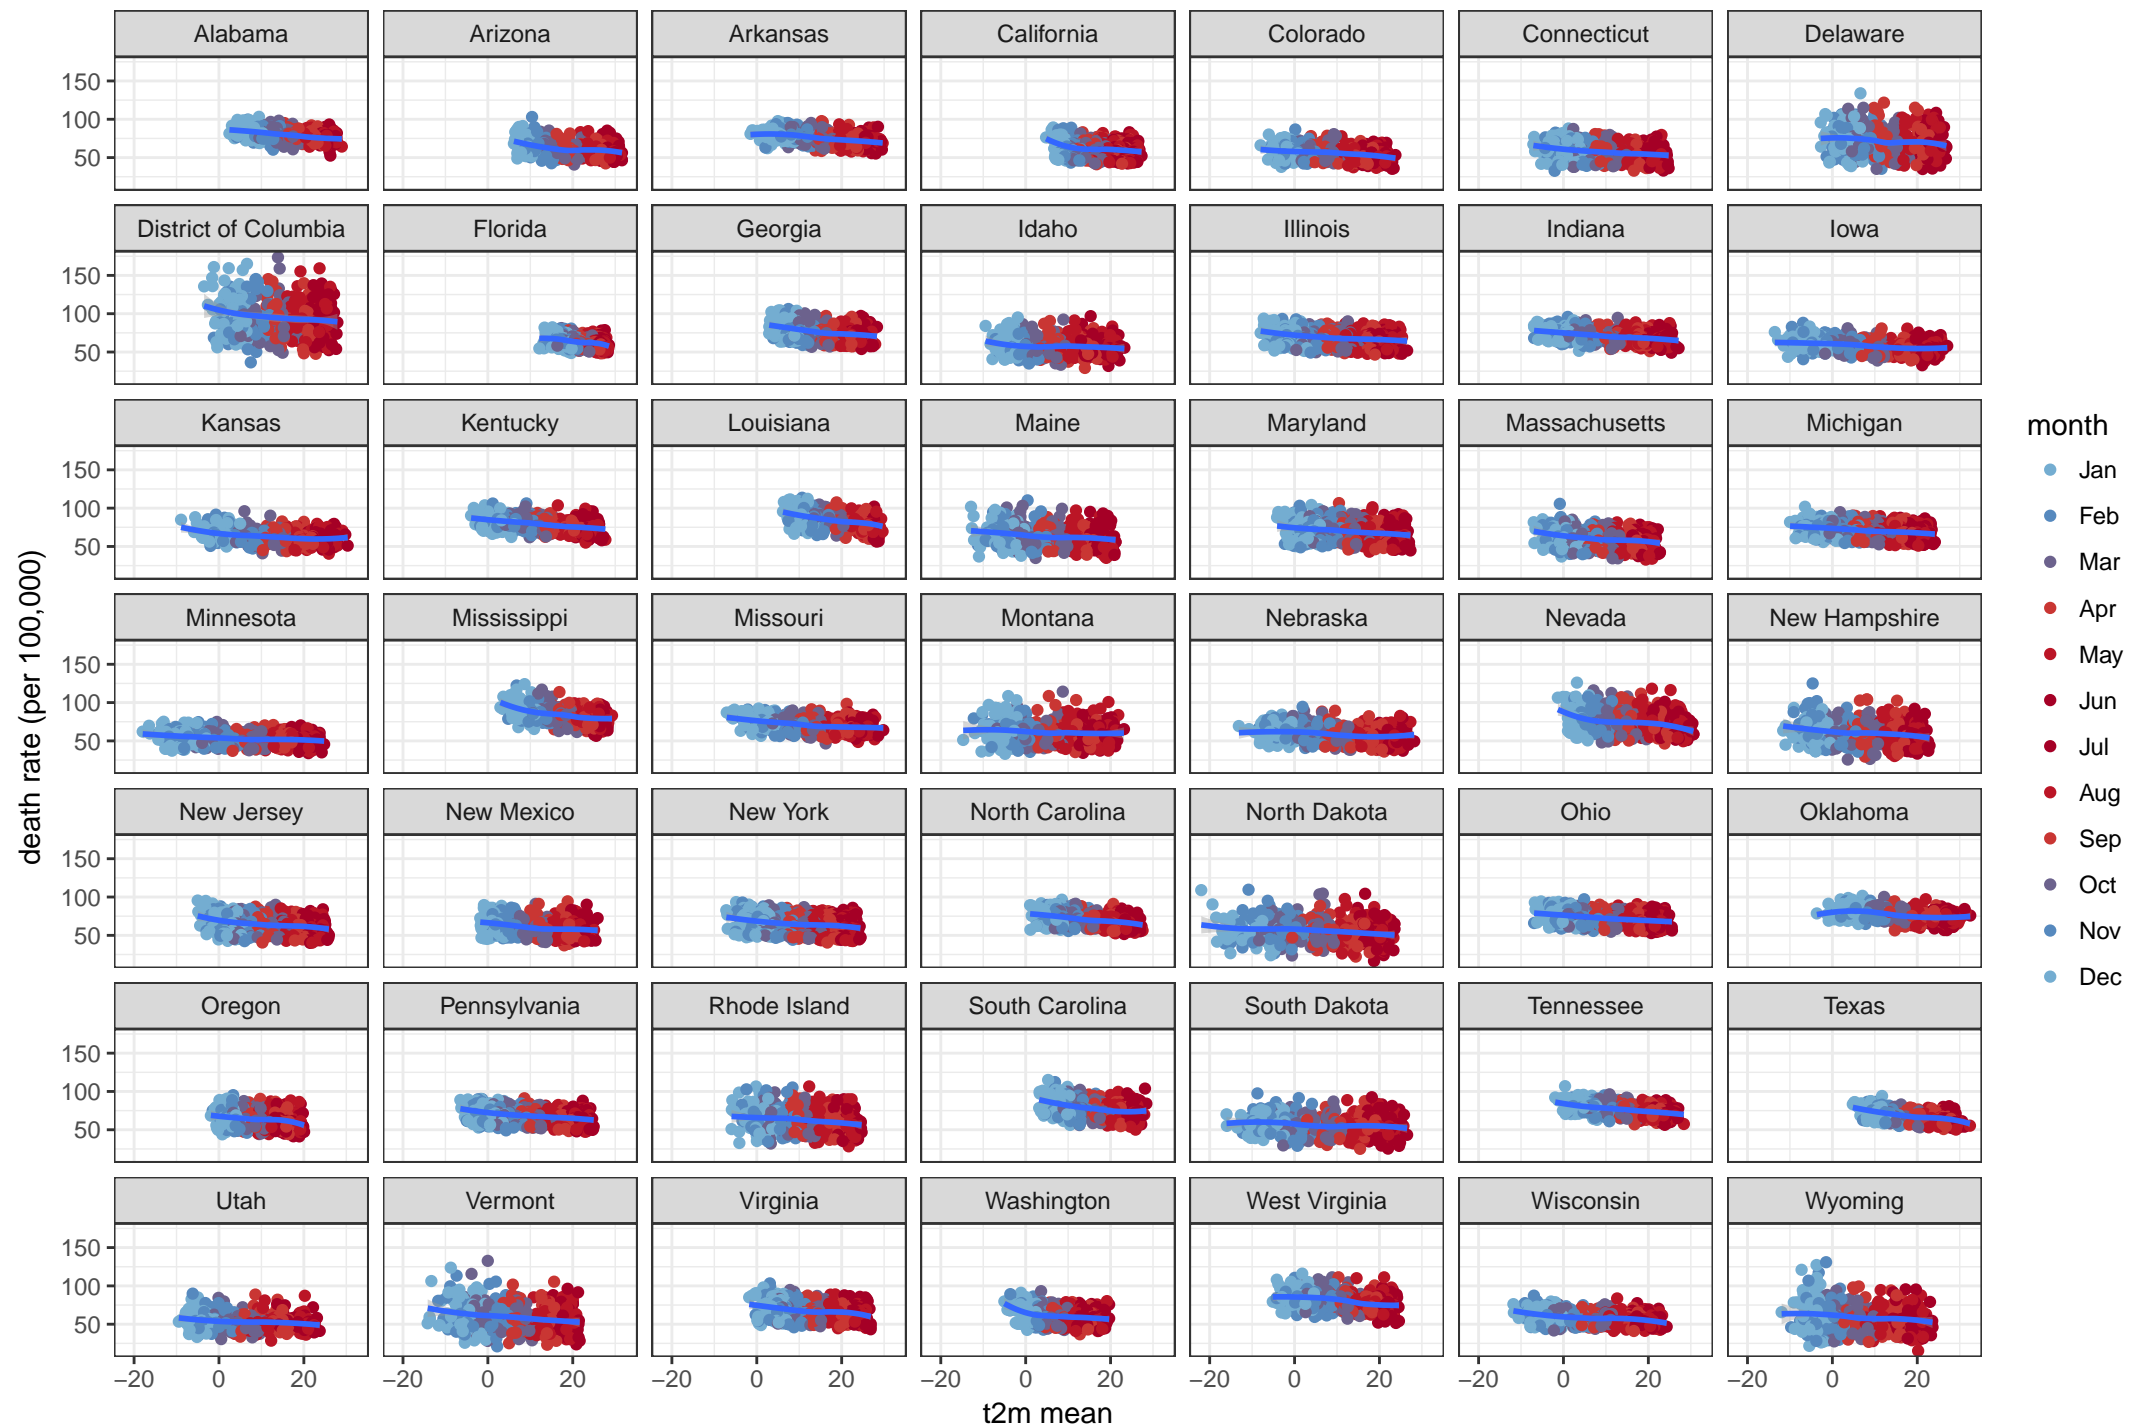 Alabama Arizona Arkansas California Colorado Connecticut Delaware
150
100
50
District of Columbia Florida Georgia Idaho Illinois Indiana Iowa
150
100
50
Kansas Kentucky Louisiana Maine Maryland Massachusetts Michigan
150
100
50
Minnesota Mississippi Missouri Montana Nebraska Nevada New Hampshire
150
100
50
New Jersey New Mexico New York North Carolina North Dakota Ohio Oklahoma
150
100
50
Oregon Pennsylvania Rhode Island South Carolina South Dakota Tennessee Texas
150
100
50
Utah Vermont Virginia Washington West Virginia Wisconsin Wyoming
150
100
50
−20 0 20 −20 0 20 −20 0 20 −20 0 20 −20 0 20 −20 0 20 −20 0 20
t2m mean
death rate (per 100,000)
month
Jan
Feb
Mar
Apr
May
Jun
Jul
Aug
Sep
Oct
Nov
Dec